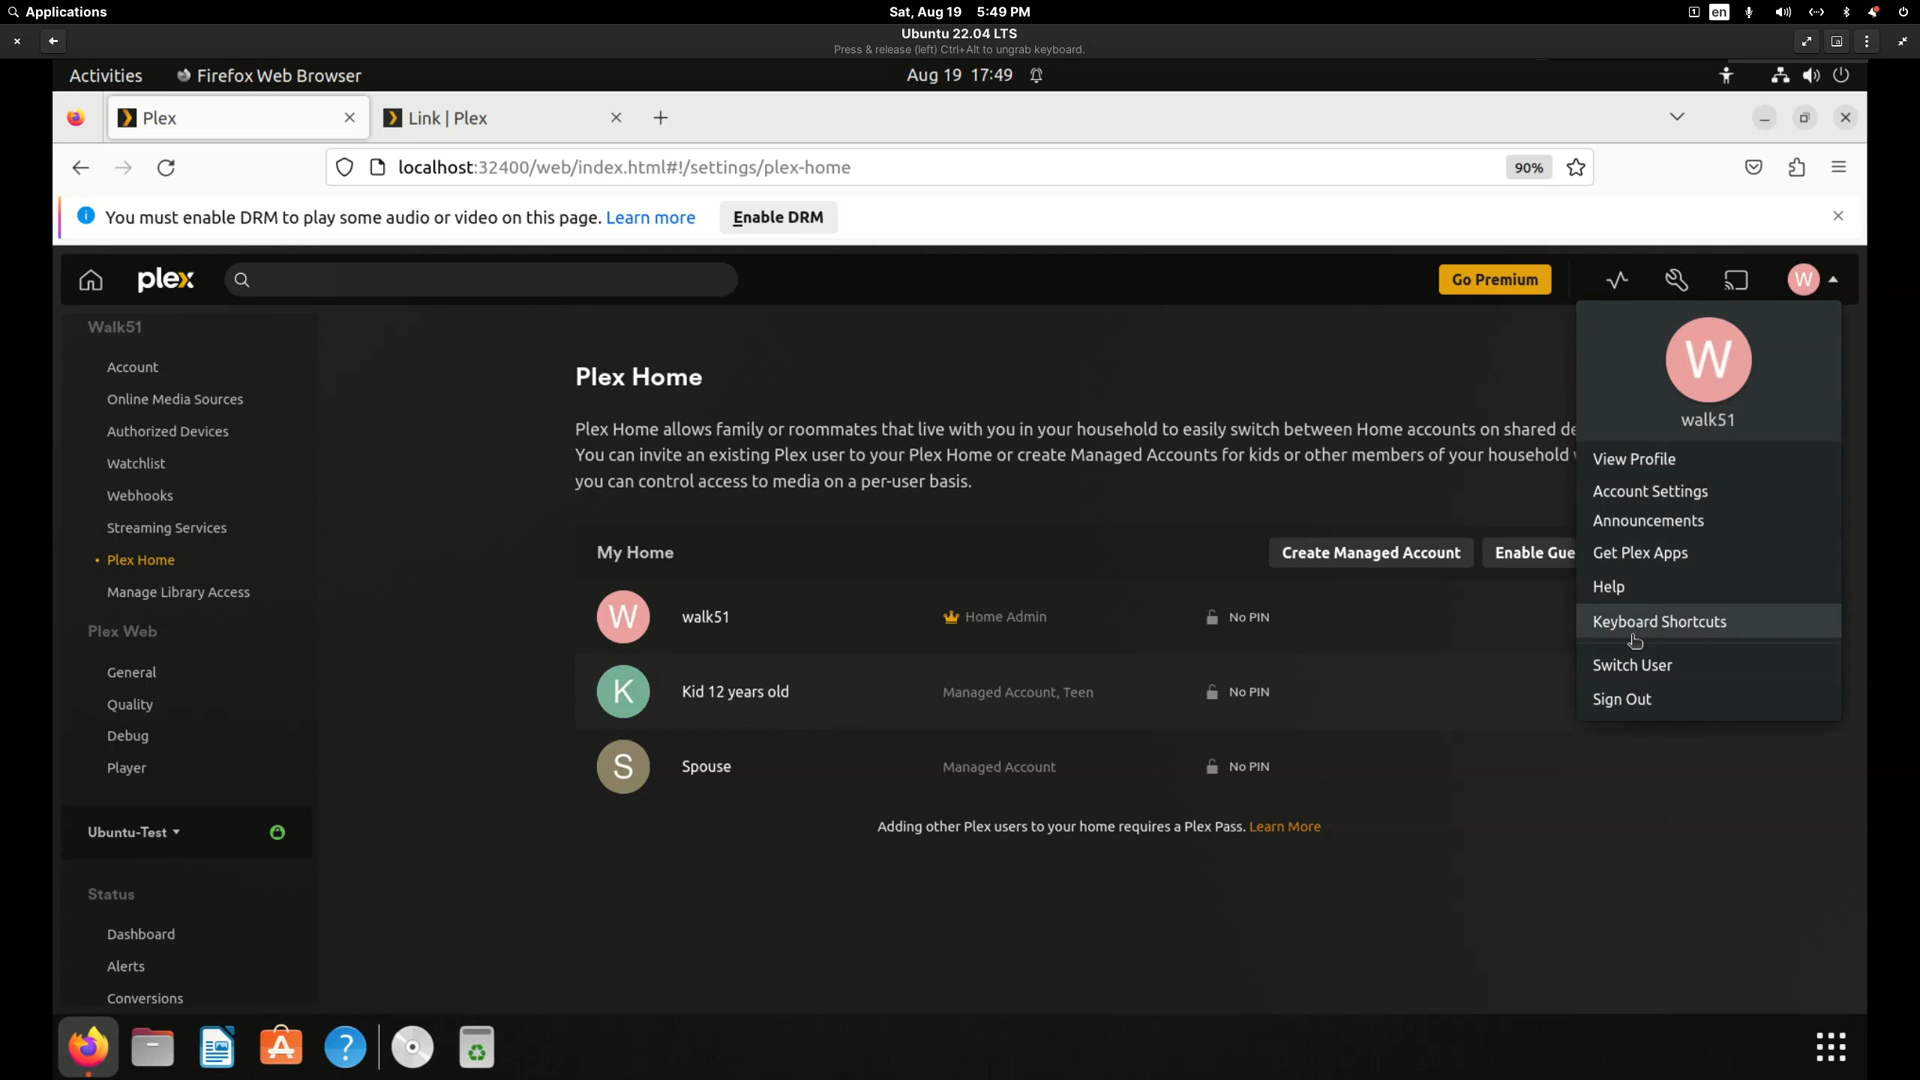 Applications
Sat, Aug 19 5:49 PM
1
en
Ubuntu 22.04 LTS
Press & release (left) Ctrl+Alt to ungrab keyboard.
Activities
Firefox Web Browser
Aug 19 17:49
Plex
Link | Plex
localhost:32400/web/index.html#!/settings/plex-home
90%
You must enable DRM to play some audio or video on this page. Learn more
Enable DRM
plex
Go Premium
W
Walk51
Account
Online Media Sources
Authorized Devices
Watchlist
Webhooks
Streaming Services
Plex Home
Manage Library Access
Plex Web
General
Quality
Debug
Player
Ubuntu-Test
Status
Dashboard
Alerts
Conversions
Plex Home
Plex Home allows family or roommates that live with you in your household to easily switch between Home accounts on shared de
You can invite an existing Plex user to your Plex Home or create Managed Accounts for kids or other members of your household
you can control access to media on a per-user basis.
My Home
Create Managed Account
Enable Gue
W walk51 Home Admin No PIN
K Kid 12 years old Managed Account, Teen No PIN
S Spouse Managed Account No PIN
Adding other Plex users to your home requires a Plex Pass. Learn More
W
walk51
View Profile
Account Settings
Announcements
Get Plex Apps
Help
Keyboard Shortcuts
Switch User
Sign Out